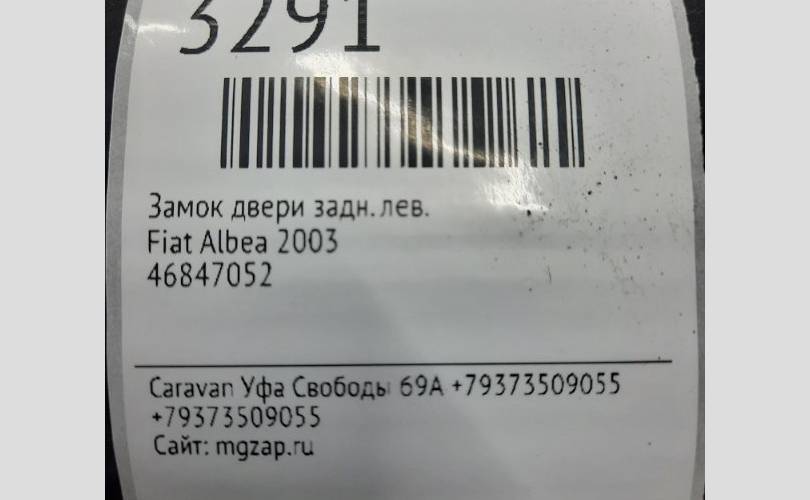 3291
Замок двери задн. лев.
Fiat Albea 2003
46847052
Caravan Уфа Свободы 69А +79373509055
+79373509055
Сайт: mgzap.ru